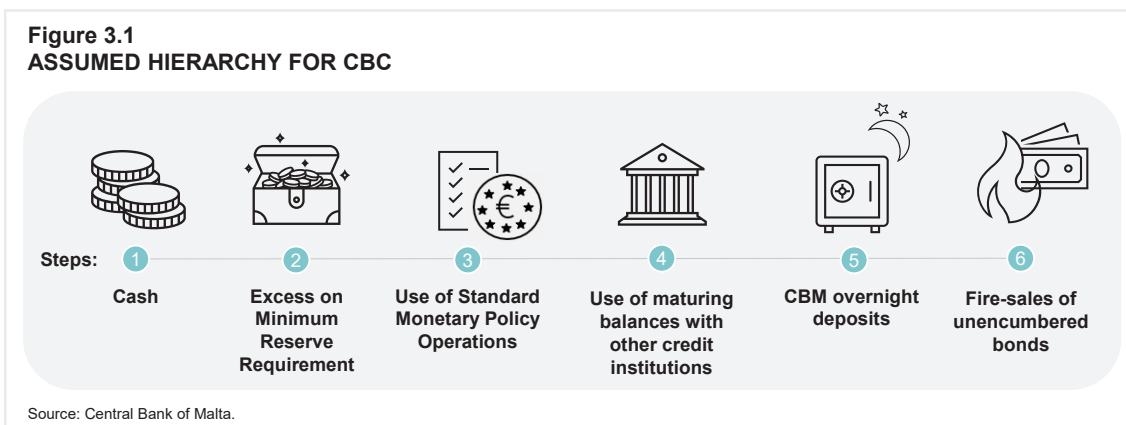 Figure 3.1
ASSUMED HIERARCHY FOR CBC
€
Steps:
1
2
3
4
5
6
Cash
Excess on
Minimum
Reserve
Requirement
Use of Standard
Monetary Policy
Operations
Use of maturing
balances with
other credit
institutions
CBM overnight
deposits
Fire-sales of
unencumbered
bonds
Source: Central Bank of Malta.